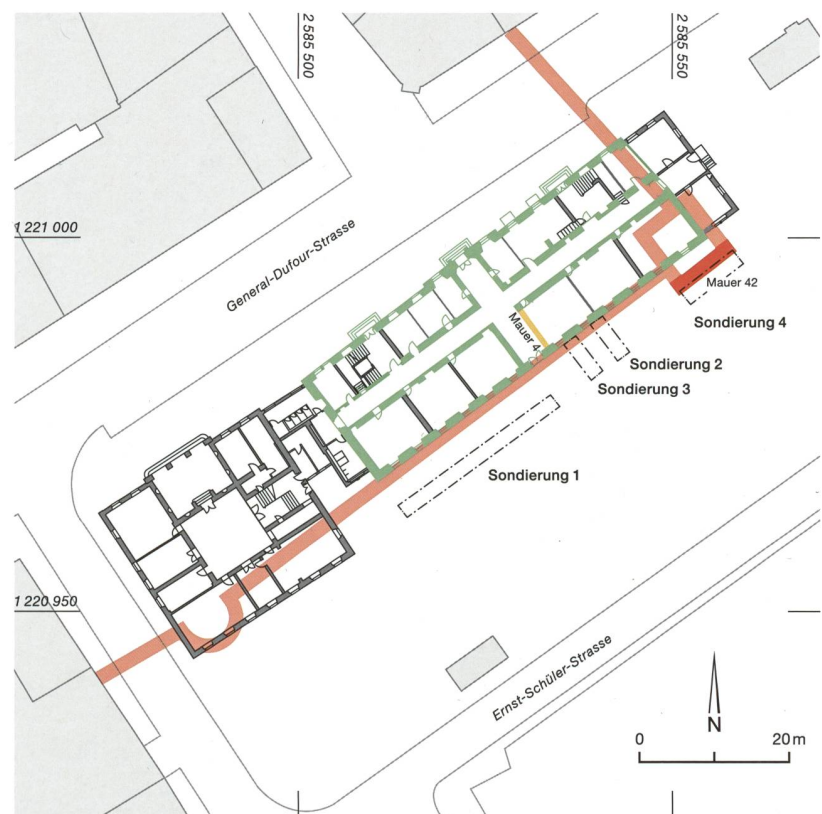 2 585 500
2 585 550
1 221 000
General-Dufour-Strasse
Mauer 42
Sondierung 4
Mauer 4
Sondierung 2
Sondierung 3
Sondierung 1
1 220 950
Ernst-Schüler-Strasse
N
0 20 m